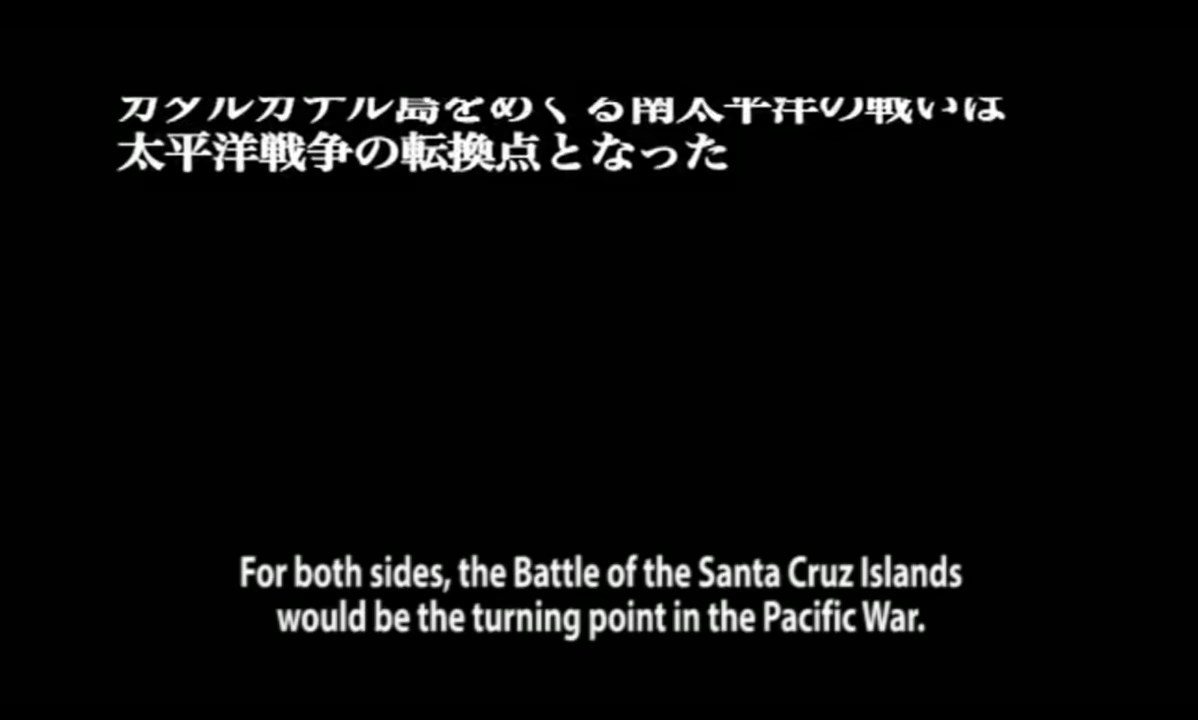 ガダルカナル島をめぐる南太平洋の戦いは
太平洋戦争の転換点となった
For both sides, the Battle of the Santa Cruz Islands
would be the turning point in the Pacific War.